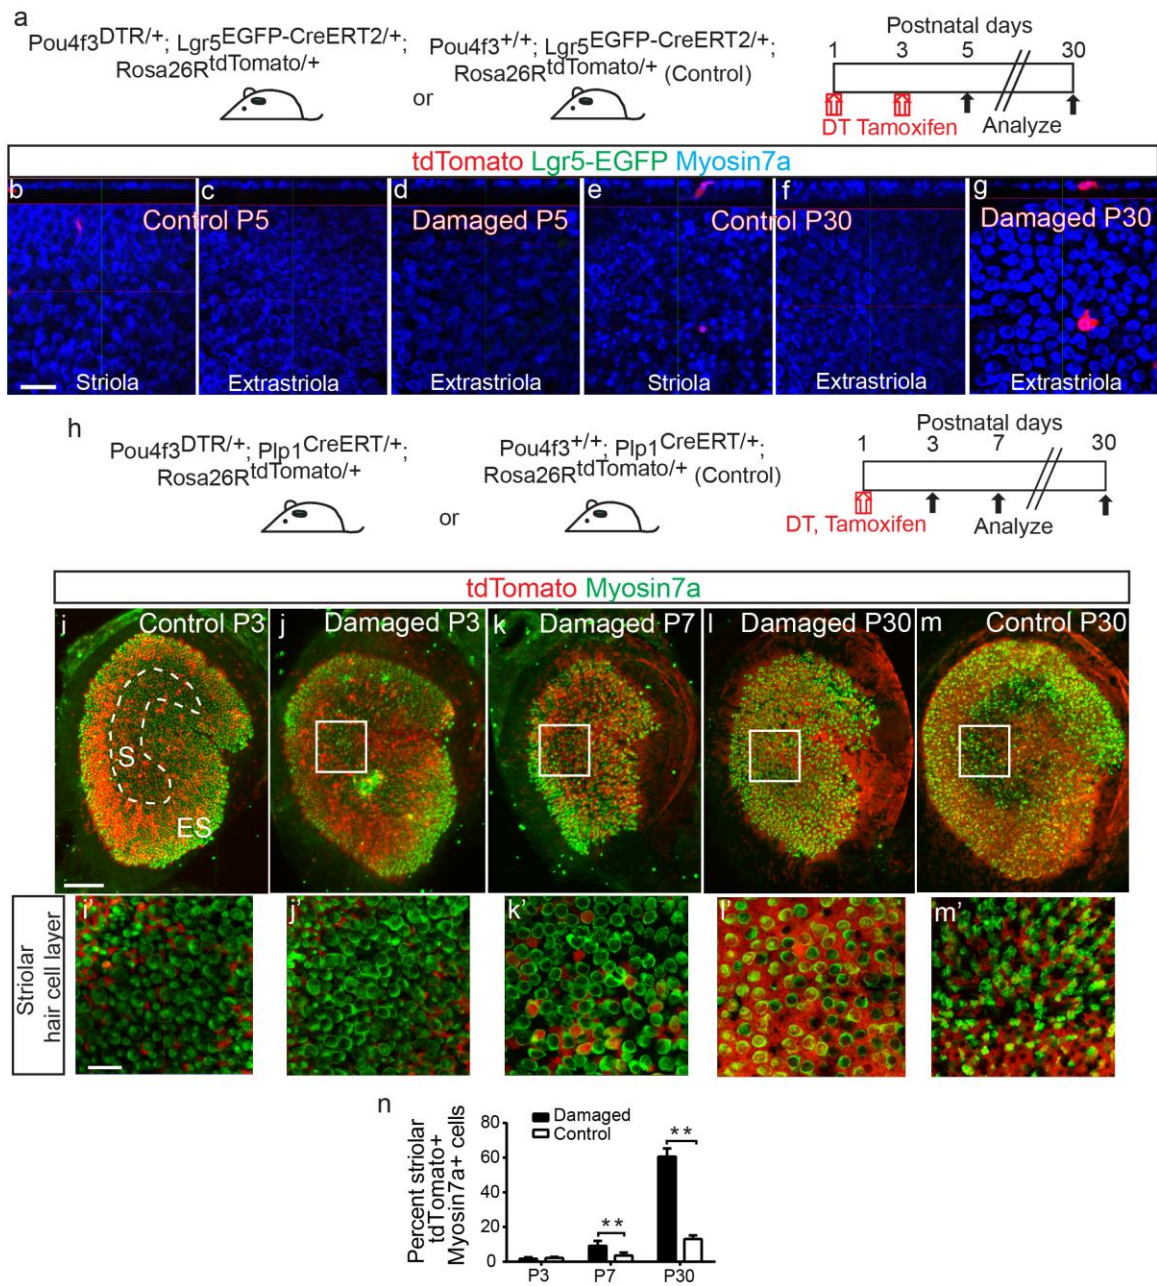 a
Pou4f3DTR/+; Lgr5EGFP-CreERT2/+;
Rosa26RtdTomato/+
or
Pou4f3+/+; Lgr5EGFP-CreERT2/+;
Rosa26RtdTomato/+ (Control)
Postnatal days
1 3 5 30
DT Tamoxifen Analyze
tdTomato Lgr5-EGFP Myosin7a
b c d e f g
Control P5 Damaged P5 Control P30 Damaged P30
Striola Extrastriola Extrastriola Striola Extrastriola Extrastriola
h
Pou4f3DTR/+; Plp1CreERT/+;
Rosa26RtdTomato/+
or
Pou4f3+/+; Plp1CreERT/+;
Rosa26RtdTomato/+ (Control)
Postnatal days
1 3 7 30
DT, Tamoxifen Analyze
tdTomato Myosin7a
i Control P3 j Damaged P3 k Damaged P7 l Damaged P30 m Control P30
S
ES
Striolar
hair cell layer
i' j' k' l' m'
n
Percent striolar
tdTomato+
Myosin7a+ cells
80
60
40
20
0
Damaged
Control
**
**
P3 P7 P30